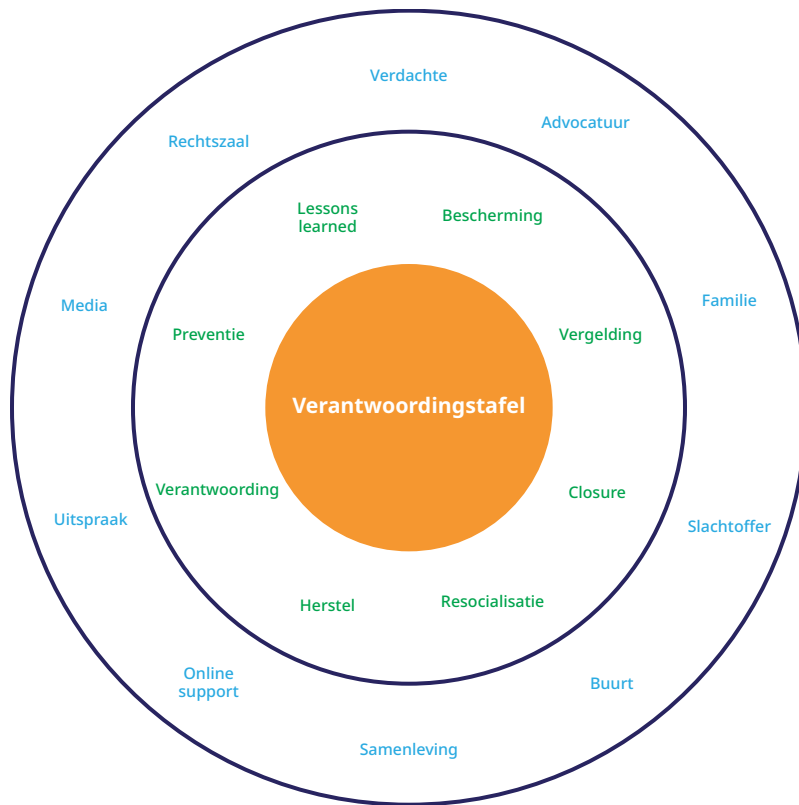 Verdachte
Advocatuur
Rechtszaal
Lessons
learned
Bescherming
Media
Familie
Preventie
Vergelding
Verantwoordingstafel
Verantwoording
Closure
Uitspraak
Slachtoffer
Herstel
Resocialisatie
Online
support
Buurt
Samenleving